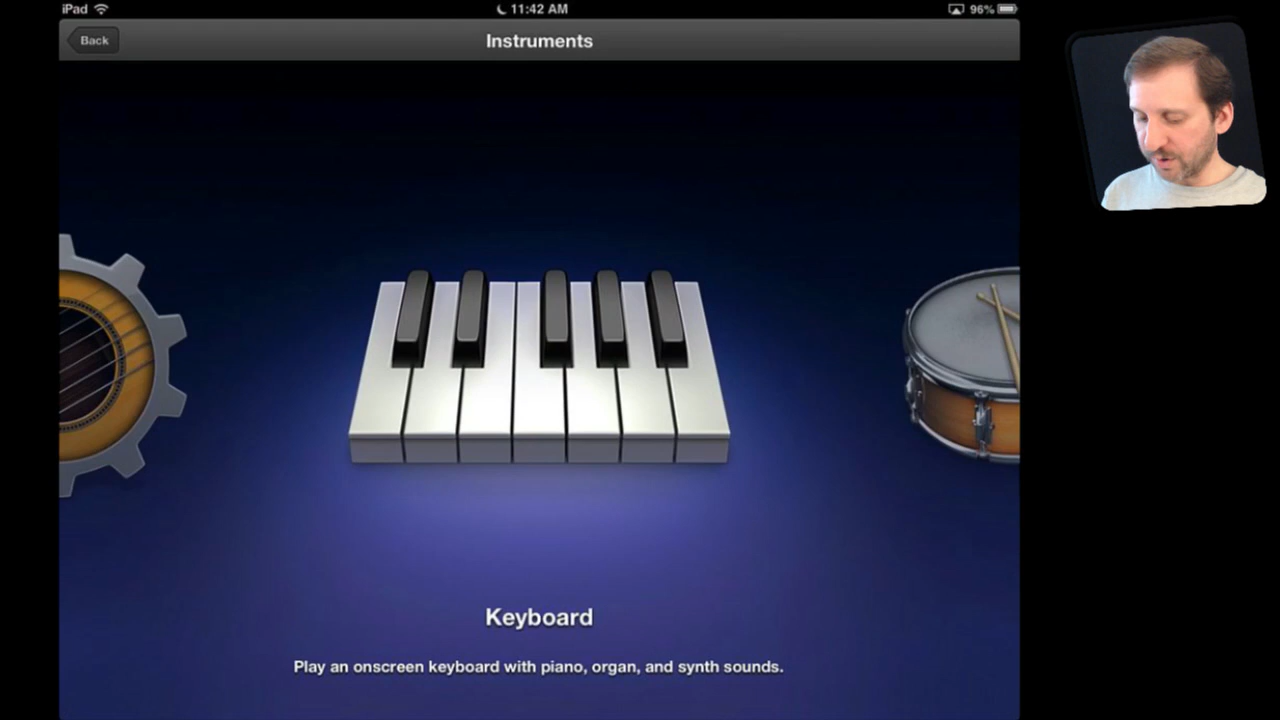 iPad 11:42 AM 96%
Back Instruments
Keyboard
Play an onscreen keyboard with piano, organ, and synth sounds.